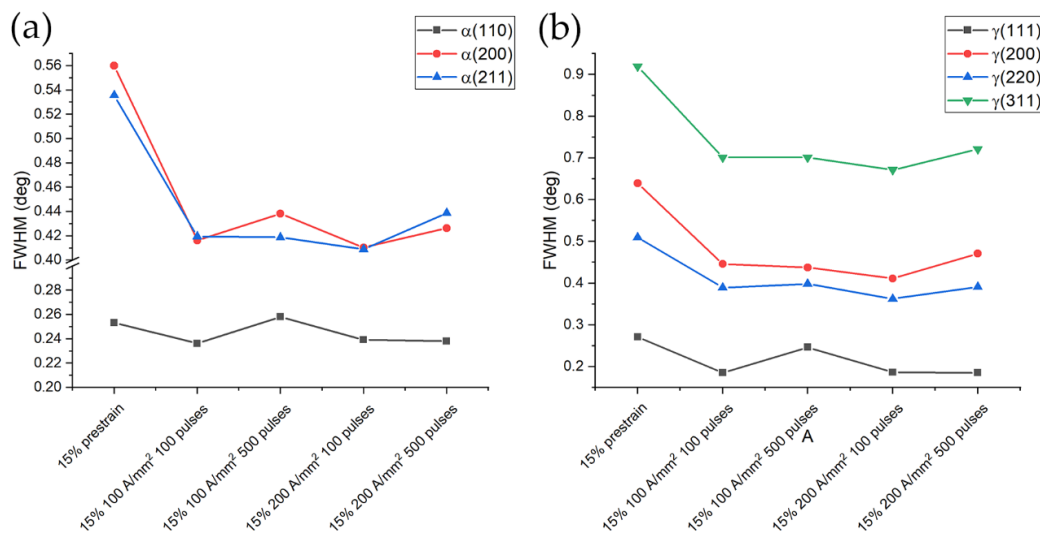 (a)
α(110)
α(200)
α(211)
FWHM (deg)
0.56
0.54
0.52
0.50
0.48
0.46
0.44
0.42
0.40
0.28
0.26
0.24
0.22
0.20
15% prestrain
15% 100 A/mm² 100 pulses
15% 100 A/mm² 500 pulses
15% 200 A/mm² 100 pulses
15% 200 A/mm² 500 pulses
(b)
γ(111)
γ(200)
γ(220)
γ(311)
FWHM (deg)
0.9
0.8
0.7
0.6
0.5
0.4
0.3
0.2
15% prestrain
15% 100 A/mm² 100 pulses
15% 100 A/mm² 500 pulses
15% 200 A/mm² 100 pulses
15% 200 A/mm² 500 pulses
A